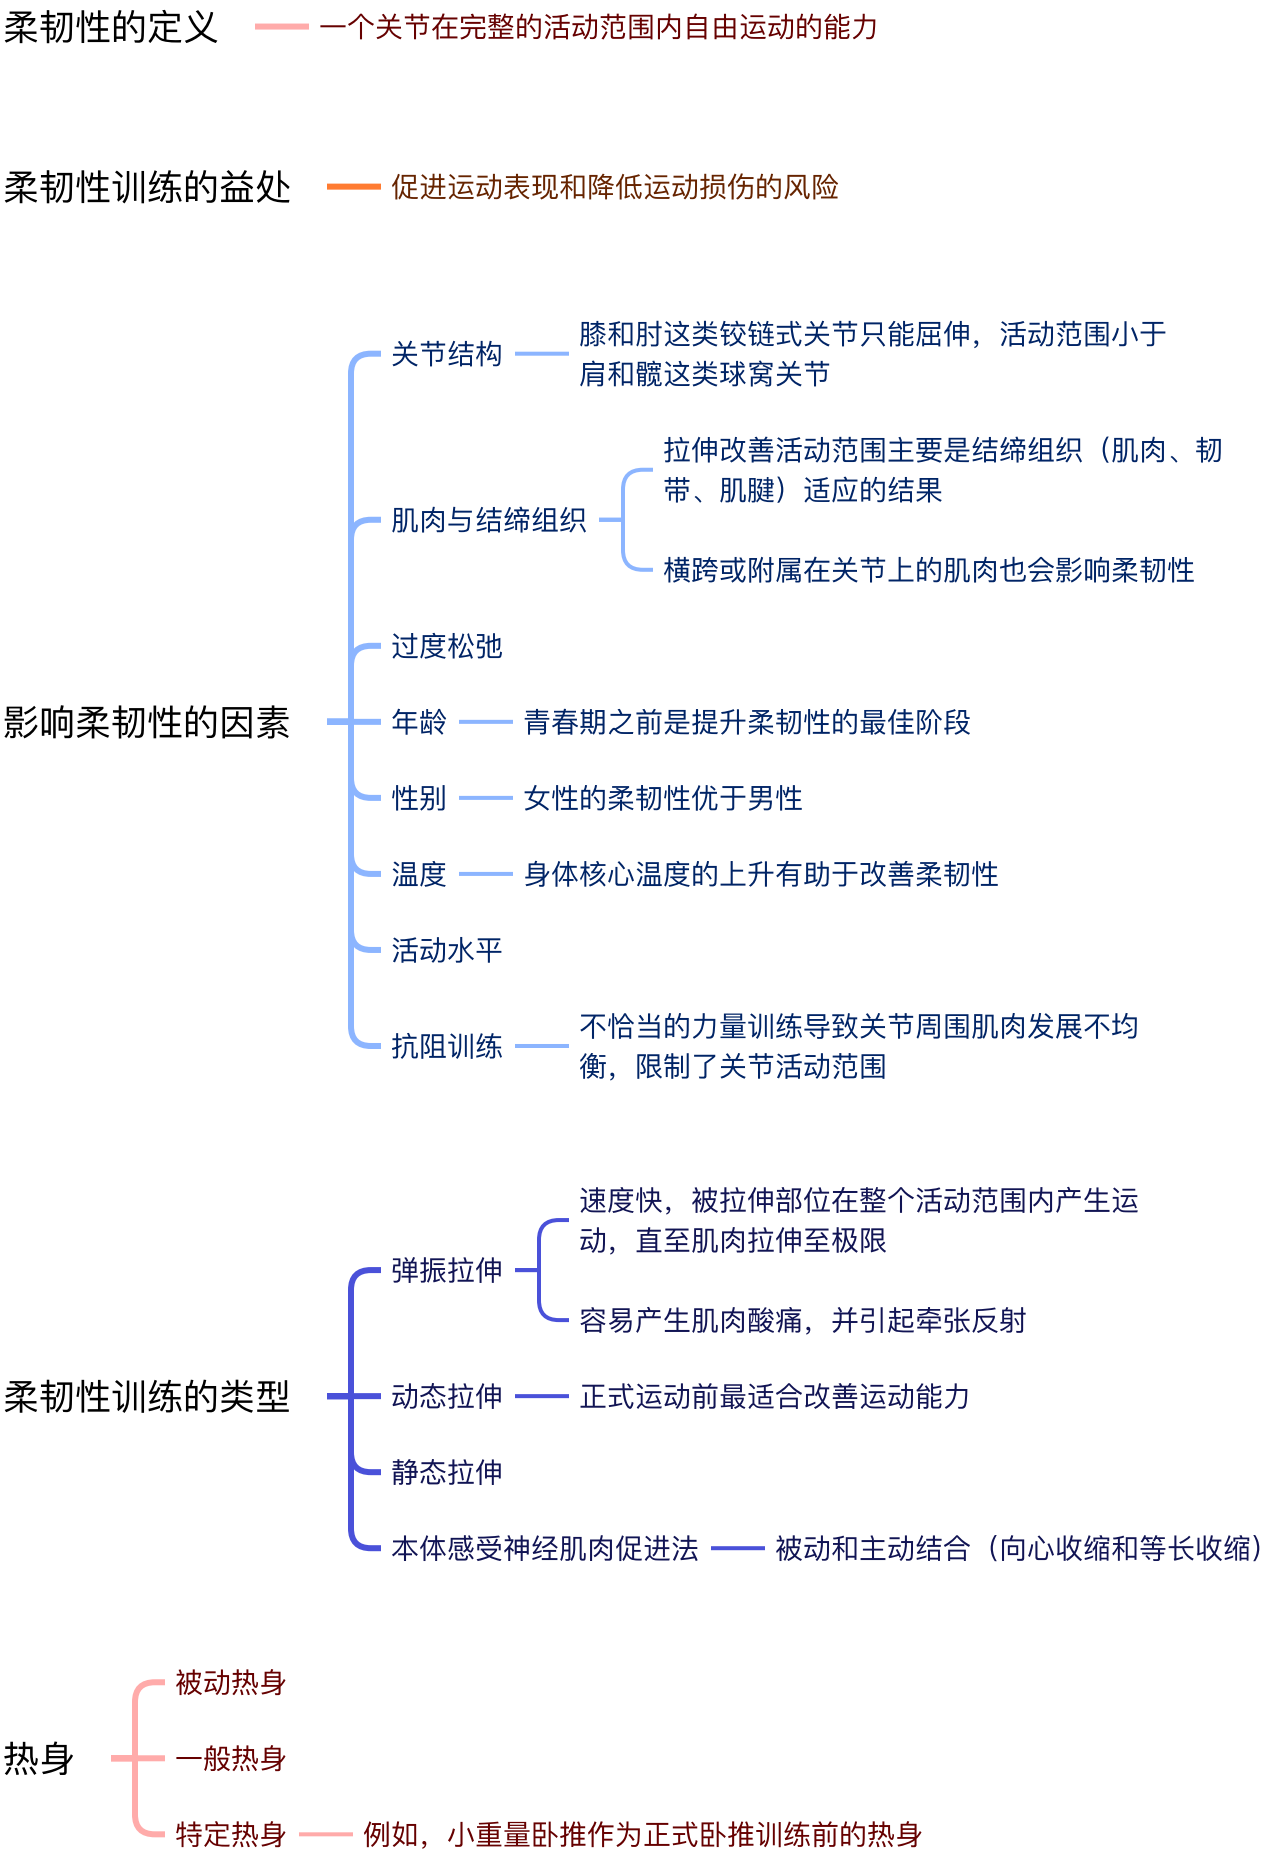 柔韧性的定义
一个关节在完整的活动范围内自由运动的能力
柔韧性训练的益处
促进运动表现和降低运动损伤的风险
影响柔韧性的因素
关节结构
膝和肘这类铰链式关节只能屈伸，活动范围小于
肩和髋这类球窝关节
肌肉与结缔组织
拉伸改善活动范围主要是结缔组织（肌肉、韧
带、肌腱）适应的结果
横跨或附属在关节上的肌肉也会影响柔韧性
过度松弛
年龄
青春期之前是提升柔韧性的最佳阶段
性别
女性的柔韧性优于男性
温度
身体核心温度的上升有助于改善柔韧性
活动水平
抗阻训练
不恰当的力量训练导致关节周围肌肉发展不均
衡，限制了关节活动范围
柔韧性训练的类型
弹振拉伸
速度快，被拉伸部位在整个活动范围内产生运
动，直至肌肉拉伸至极限
容易产生肌肉酸痛，并引起牵张反射
动态拉伸
正式运动前最适合改善运动能力
静态拉伸
本体感受神经肌肉促进法
被动和主动结合（向心收缩和等长收缩）
热身
被动热身
一般热身
特定热身
例如，小重量卧推作为正式卧推训练前的热身